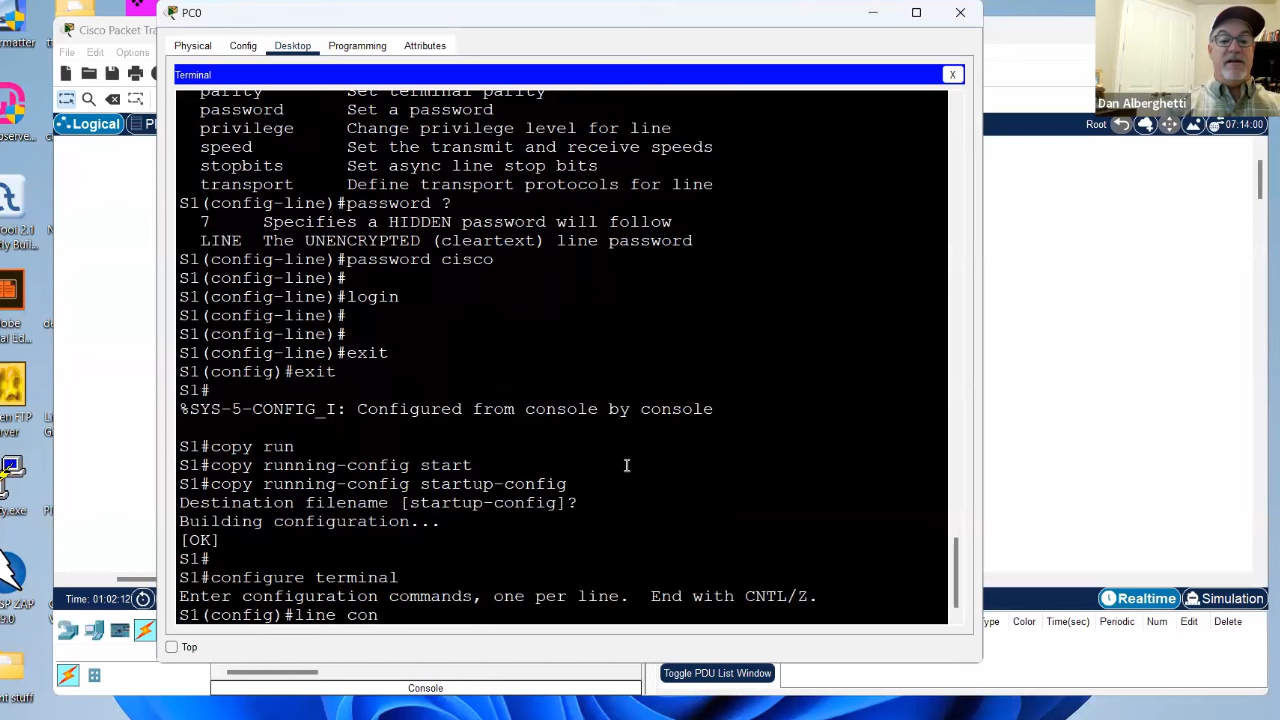 PC0
Cisco Packet Tra
File Edit Options
Physical Config Desktop Programming Attributes
Dan Alberghetti
Logical
Root
07:14:00
Terminal
X
parity Set terminal parity
password Set a password
privilege Change privilege level for line
speed Set the transmit and receive speeds
stopbits Set async line stop bits
transport Define transport protocols for line
S1(config-line)#password ?
7 Specifies a HIDDEN password will follow
LINE The UNENCRYPTED (cleartext) line password
S1(config-line)#password cisco
S1(config-line)#
S1(config-line)#login
S1(config-line)#
S1(config-line)#
S1(config-line)#exit
S1(config)#exit
S1#
%SYS-5-CONFIG_I: Configured from console by console
S1#copy run
S1#copy running-config start
S1#copy running-config startup-config
Destination filename [startup-config]?
Building configuration...
[OK]
S1#
S1#configure terminal
Enter configuration commands, one per line. End with CNTL/Z.
S1(config)#line con
Top
Time: 01:02:12
Realtime Simulation
Color Time(sec) Periodic Num Edit Delete
Toggle PDU List Window
Console